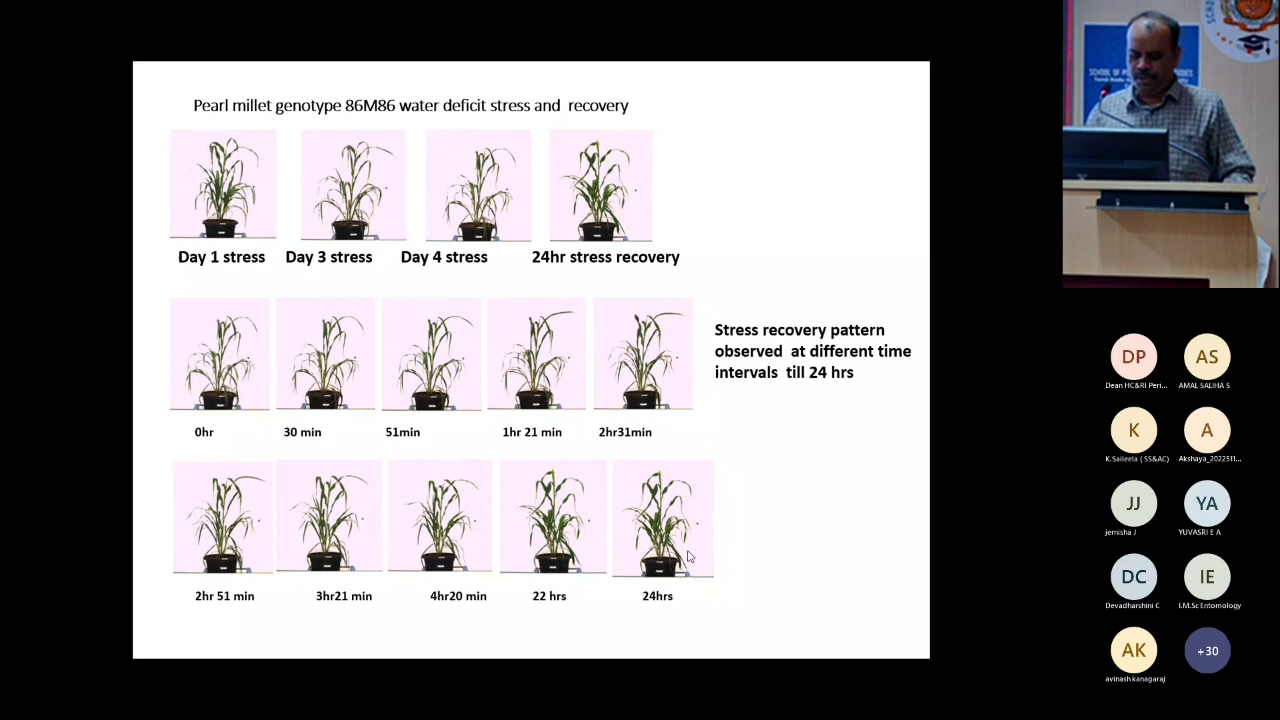 Pearl millet genotype 86M86 water deficit stress and recovery
Day 1 stress Day 3 stress Day 4 stress 24hr stress recovery
Stress recovery pattern
observed at different time
intervals till 24 hrs
0hr 30 min 51min 1hr 21 min 2hr31min
2hr 51 min 3hr21 min 4hr20 min 22 hrs 24hrs
SCHOOL OF
DP AS
Dean HC&RI Peri... AMAL SALIHA S
K A
K.Saileela ( SS&AC) Akshaya_2022511...
JJ YA
jernisha J YUVASRI E A
DC IE
Devadharshini C I.M.Sc Entomology
AK +30
avinash kanagaraj